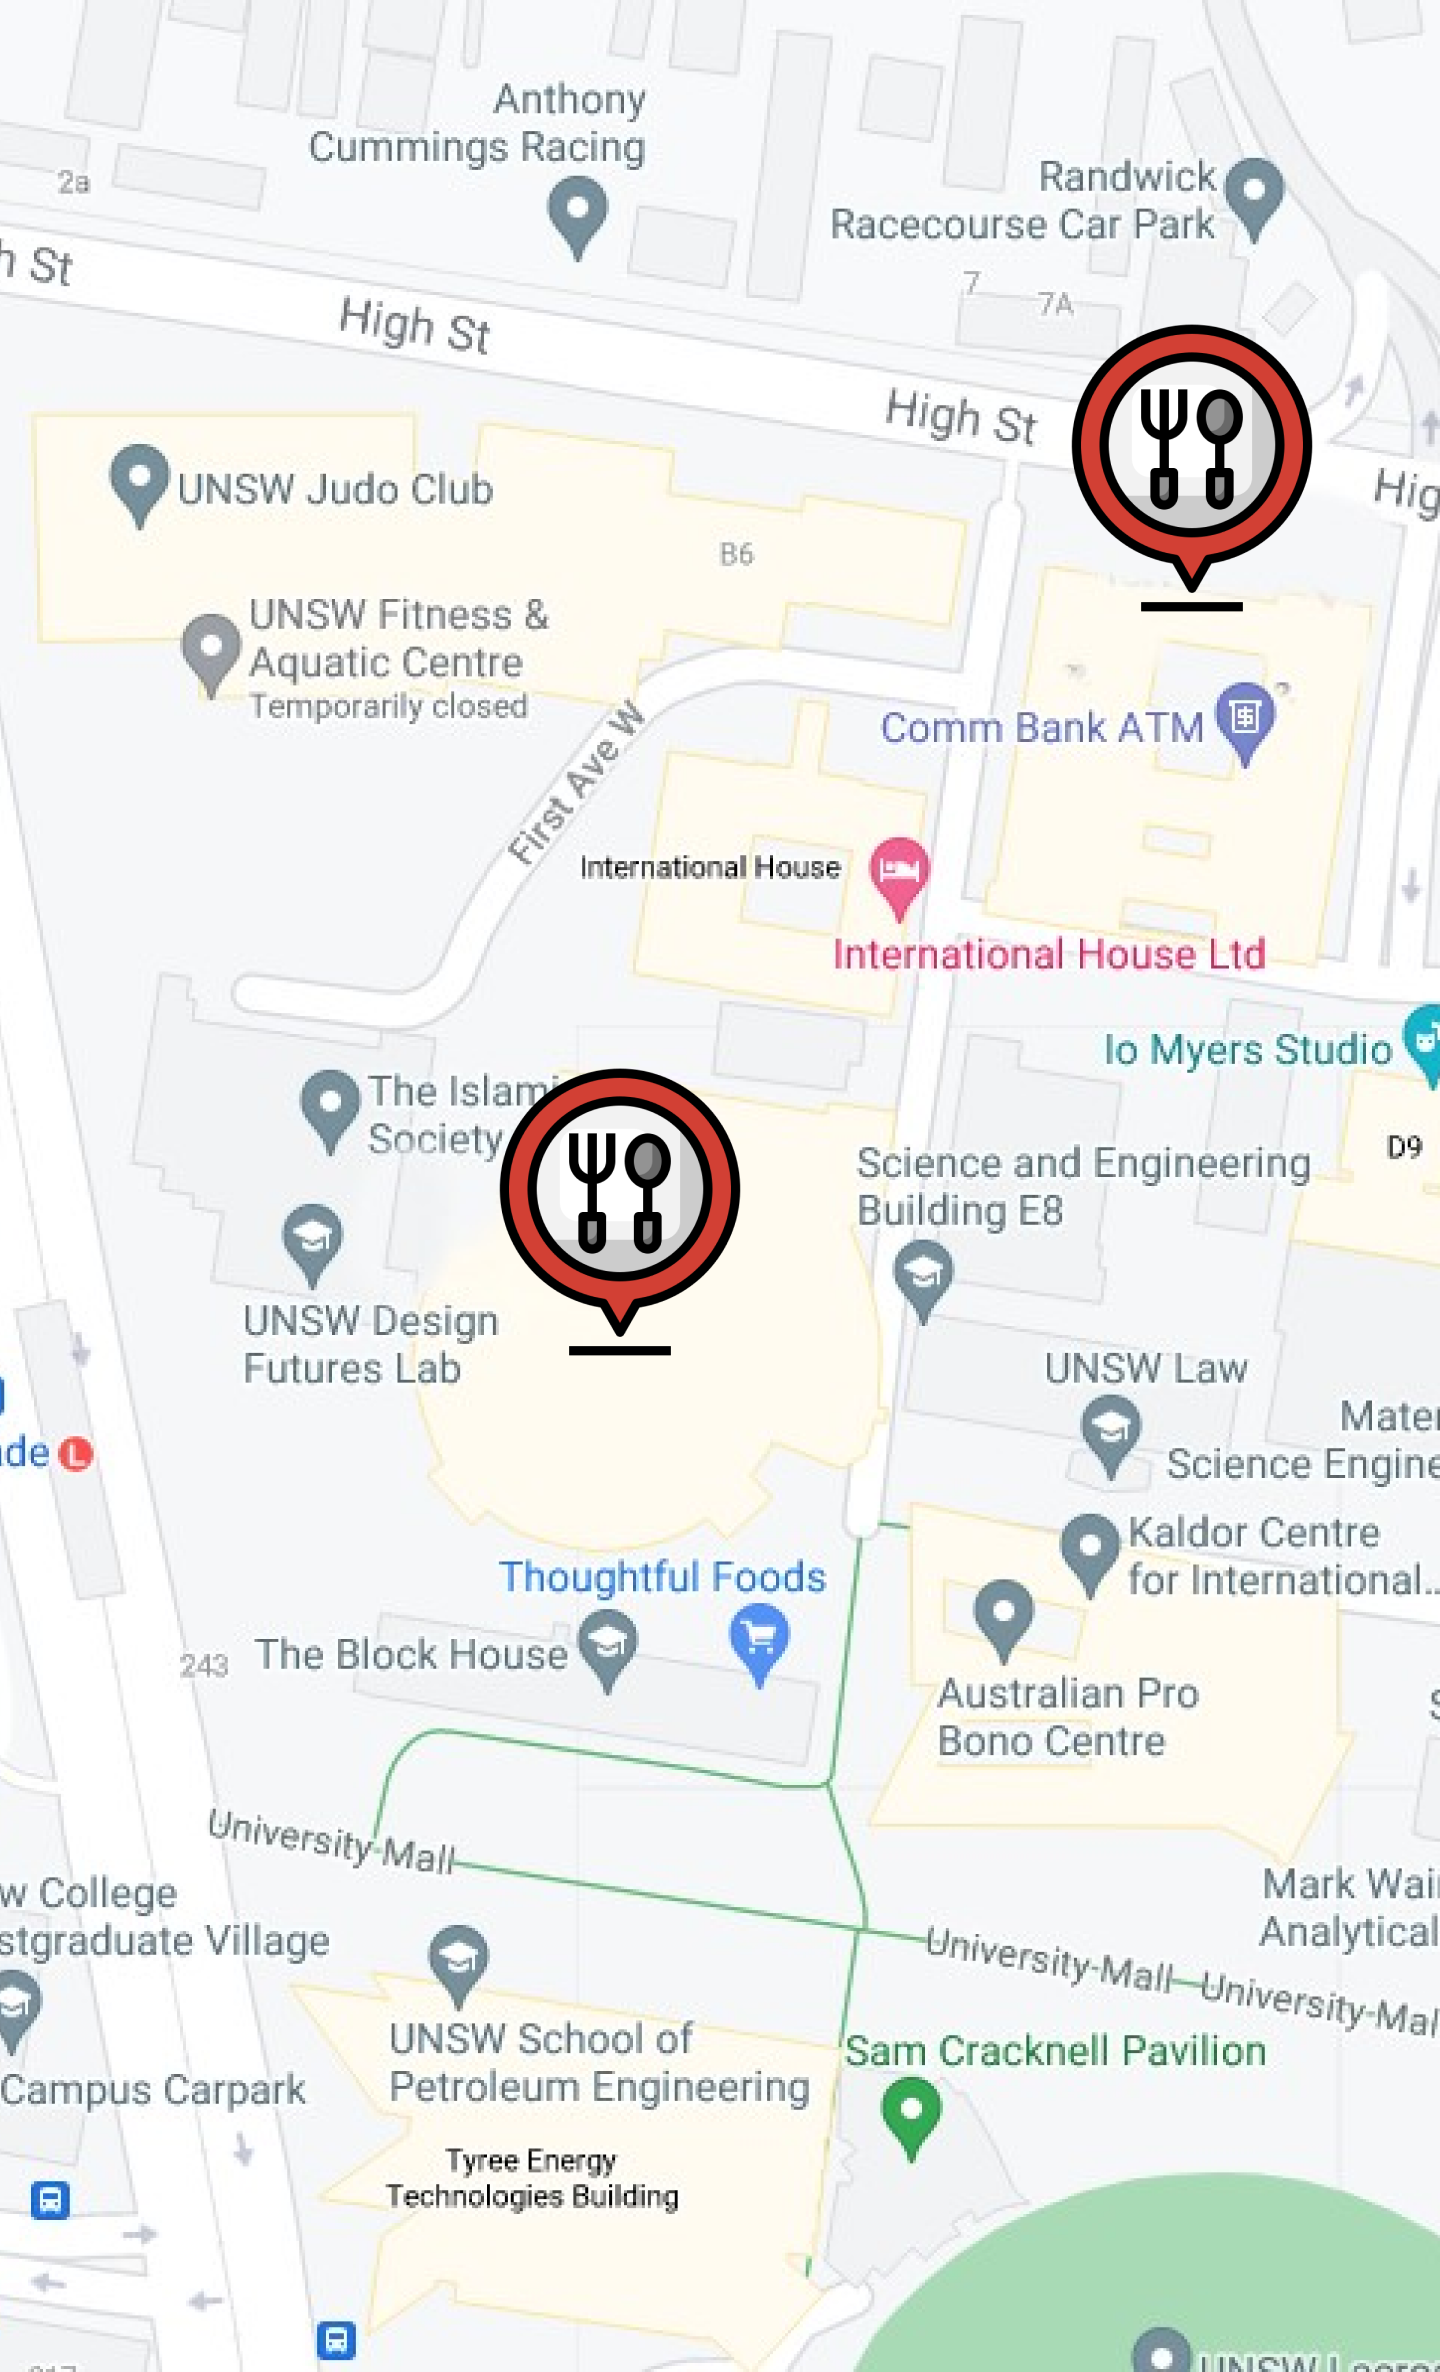 Anthony
Cummings Racing
Randwick
Racecourse Car Park
2a
7
7A
h St
High St
High St
Hig
UNSW Judo Club
B6
UNSW Fitness &
Aquatic Centre
Temporarily closed
Comm Bank ATM
First Ave W
International House
International House Ltd
Io Myers Studio
The Islami
Society
D9
Science and Engineering
Building E8
UNSW Design
Futures Lab
UNSW Law
Mater
Science Engine
ade
L
Kaldor Centre
for International...
Thoughtful Foods
The Block House
243
Australian Pro
Bono Centre
S
University Mall
w College
stgraduate Village
Mark Wai
Analytical
University-Mall
University-Mal
UNSW School of
Petroleum Engineering
Sam Cracknell Pavilion
Campus Carpark
Tyree Energy
Technologies Building